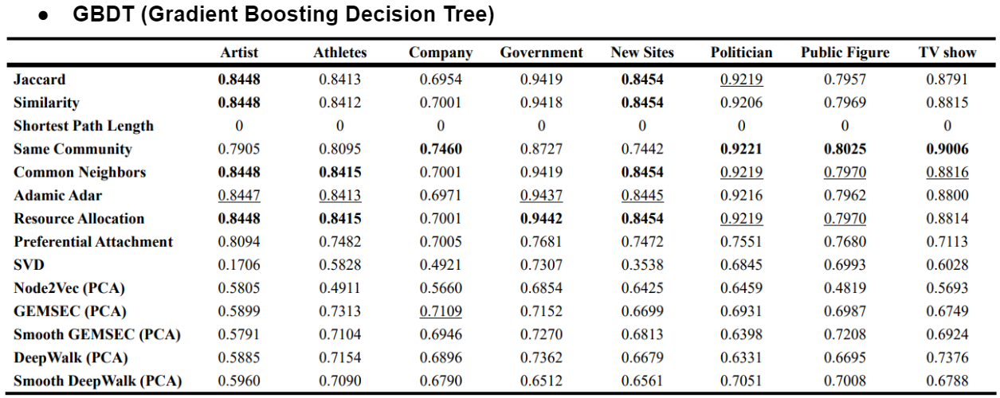 ● GBDT (Gradient Boosting Decision Tree)
Artist Athletes Company Government New Sites Politician Public Figure TV show
Jaccard 0.8448 0.8413 0.6954 0.9419 0.8454 0.9219 0.7957 0.8791
Similarity 0.8448 0.8412 0.7001 0.9418 0.8454 0.9206 0.7969 0.8815
Shortest Path Length 0 0 0 0 0 0 0 0
Same Community 0.7905 0.8095 0.7460 0.8727 0.7442 0.9221 0.8025 0.9006
Common Neighbors 0.8448 0.8415 0.7001 0.9419 0.8454 0.9219 0.7970 0.8816
Adamic Adar 0.8447 0.8413 0.6971 0.9437 0.8445 0.9216 0.7962 0.8800
Resource Allocation 0.8448 0.8415 0.7001 0.9442 0.8454 0.9219 0.7970 0.8814
Preferential Attachment 0.8094 0.7482 0.7005 0.7681 0.7472 0.7551 0.7680 0.7113
SVD 0.1706 0.5828 0.4921 0.7307 0.3538 0.6845 0.6993 0.6028
Node2Vec (PCA) 0.5805 0.4911 0.5660 0.6854 0.6425 0.6459 0.4819 0.5693
GEMSEC (PCA) 0.5899 0.7313 0.7109 0.7152 0.6699 0.6931 0.6987 0.6749
Smooth GEMSEC (PCA) 0.5791 0.7104 0.6946 0.7270 0.6813 0.6398 0.7208 0.6924
DeepWalk (PCA) 0.5885 0.7154 0.6896 0.7362 0.6679 0.6331 0.6695 0.7376
Smooth DeepWalk (PCA) 0.5960 0.7090 0.6790 0.6512 0.6561 0.7051 0.7008 0.6788